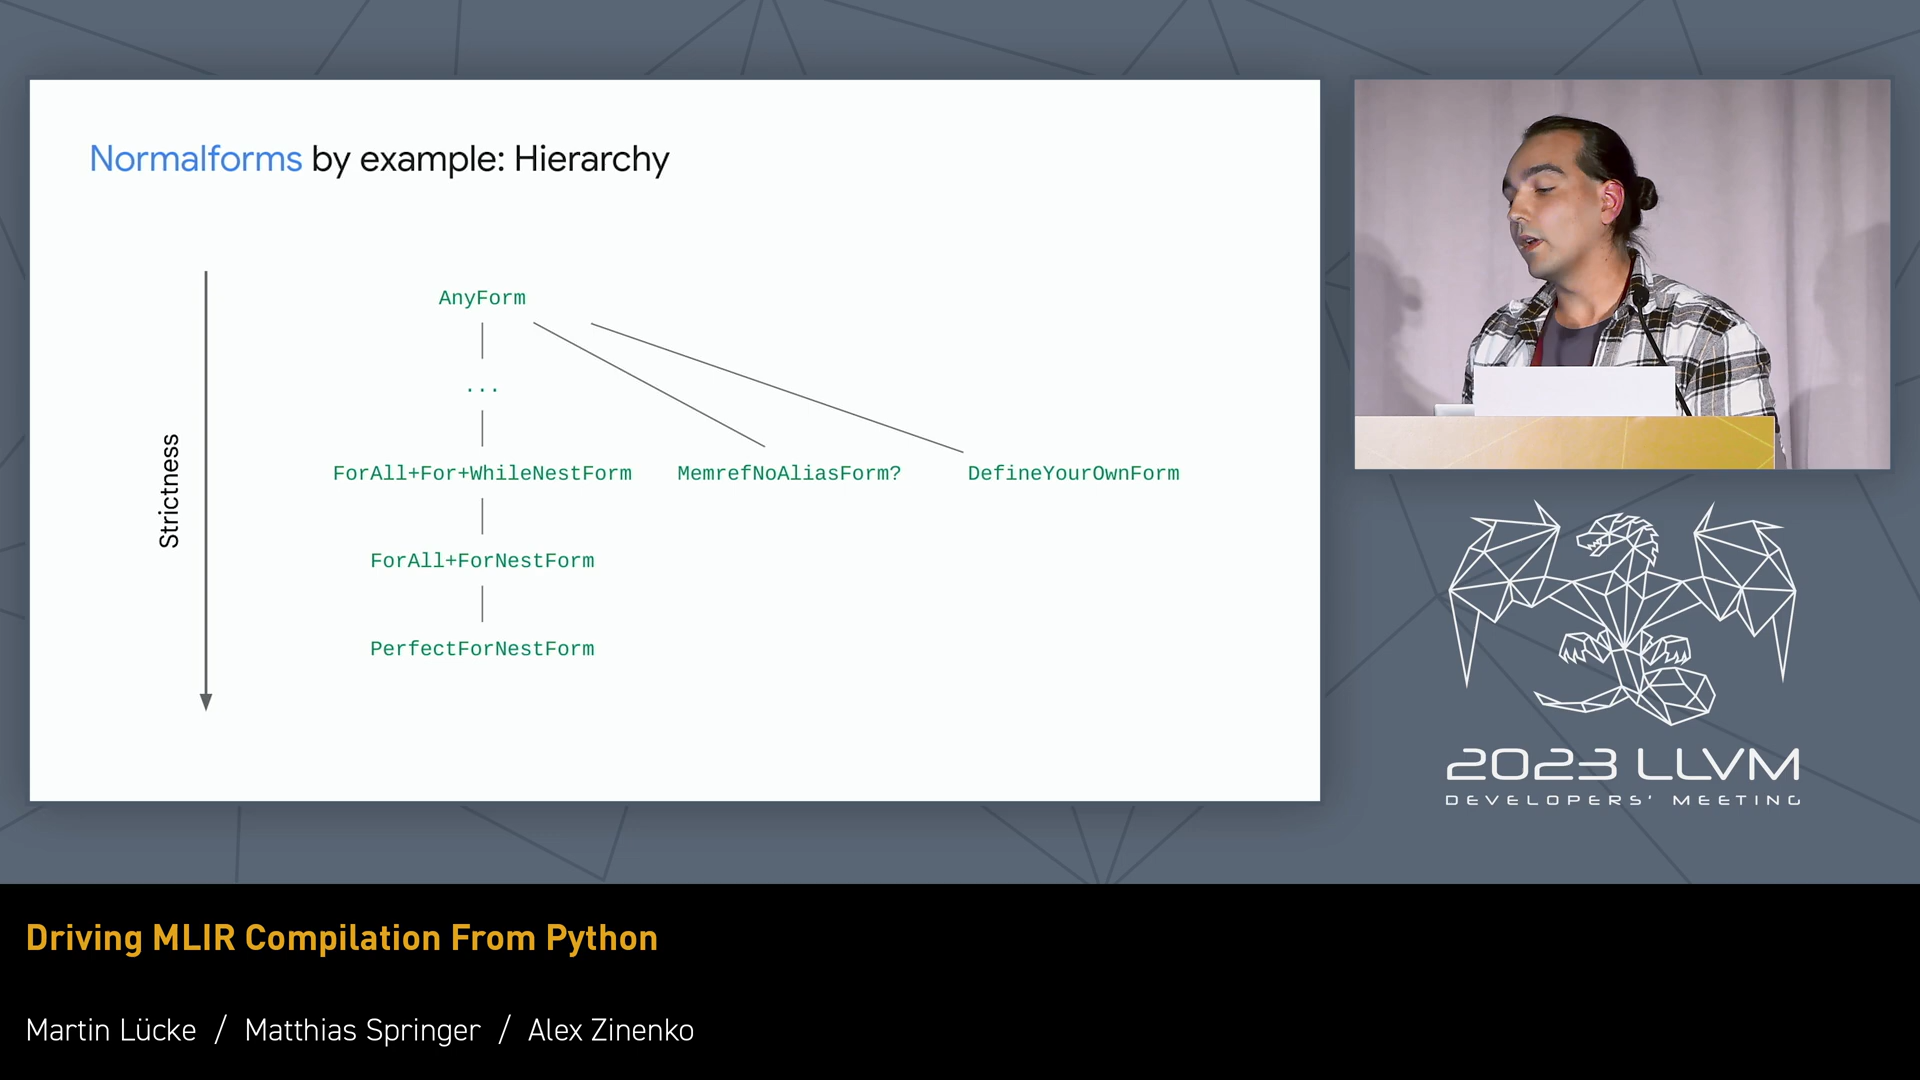 Normalforms by example: Hierarchy
Strictness
AnyForm
...
ForAll+For+WhileNestForm MemrefNoAliasForm? DefineYourOwnForm
ForAll+ForNestForm
PerfectForNestForm
2023 LLVM
DEVELOPERS' MEETING
Driving MLIR Compilation From Python
Martin Lücke / Matthias Springer / Alex Zinenko